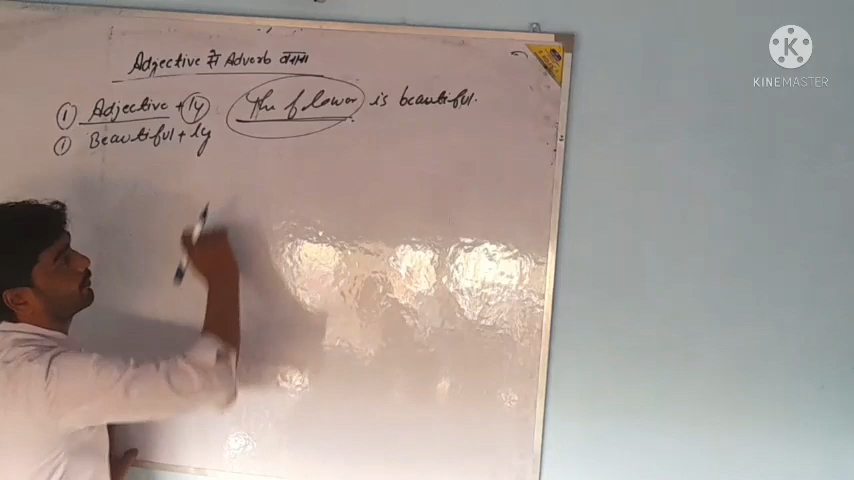 Adjective से Adverb बनाना
① Adjective + ly The flower is beautiful.
① Beautiful + ly
KINEMASTER